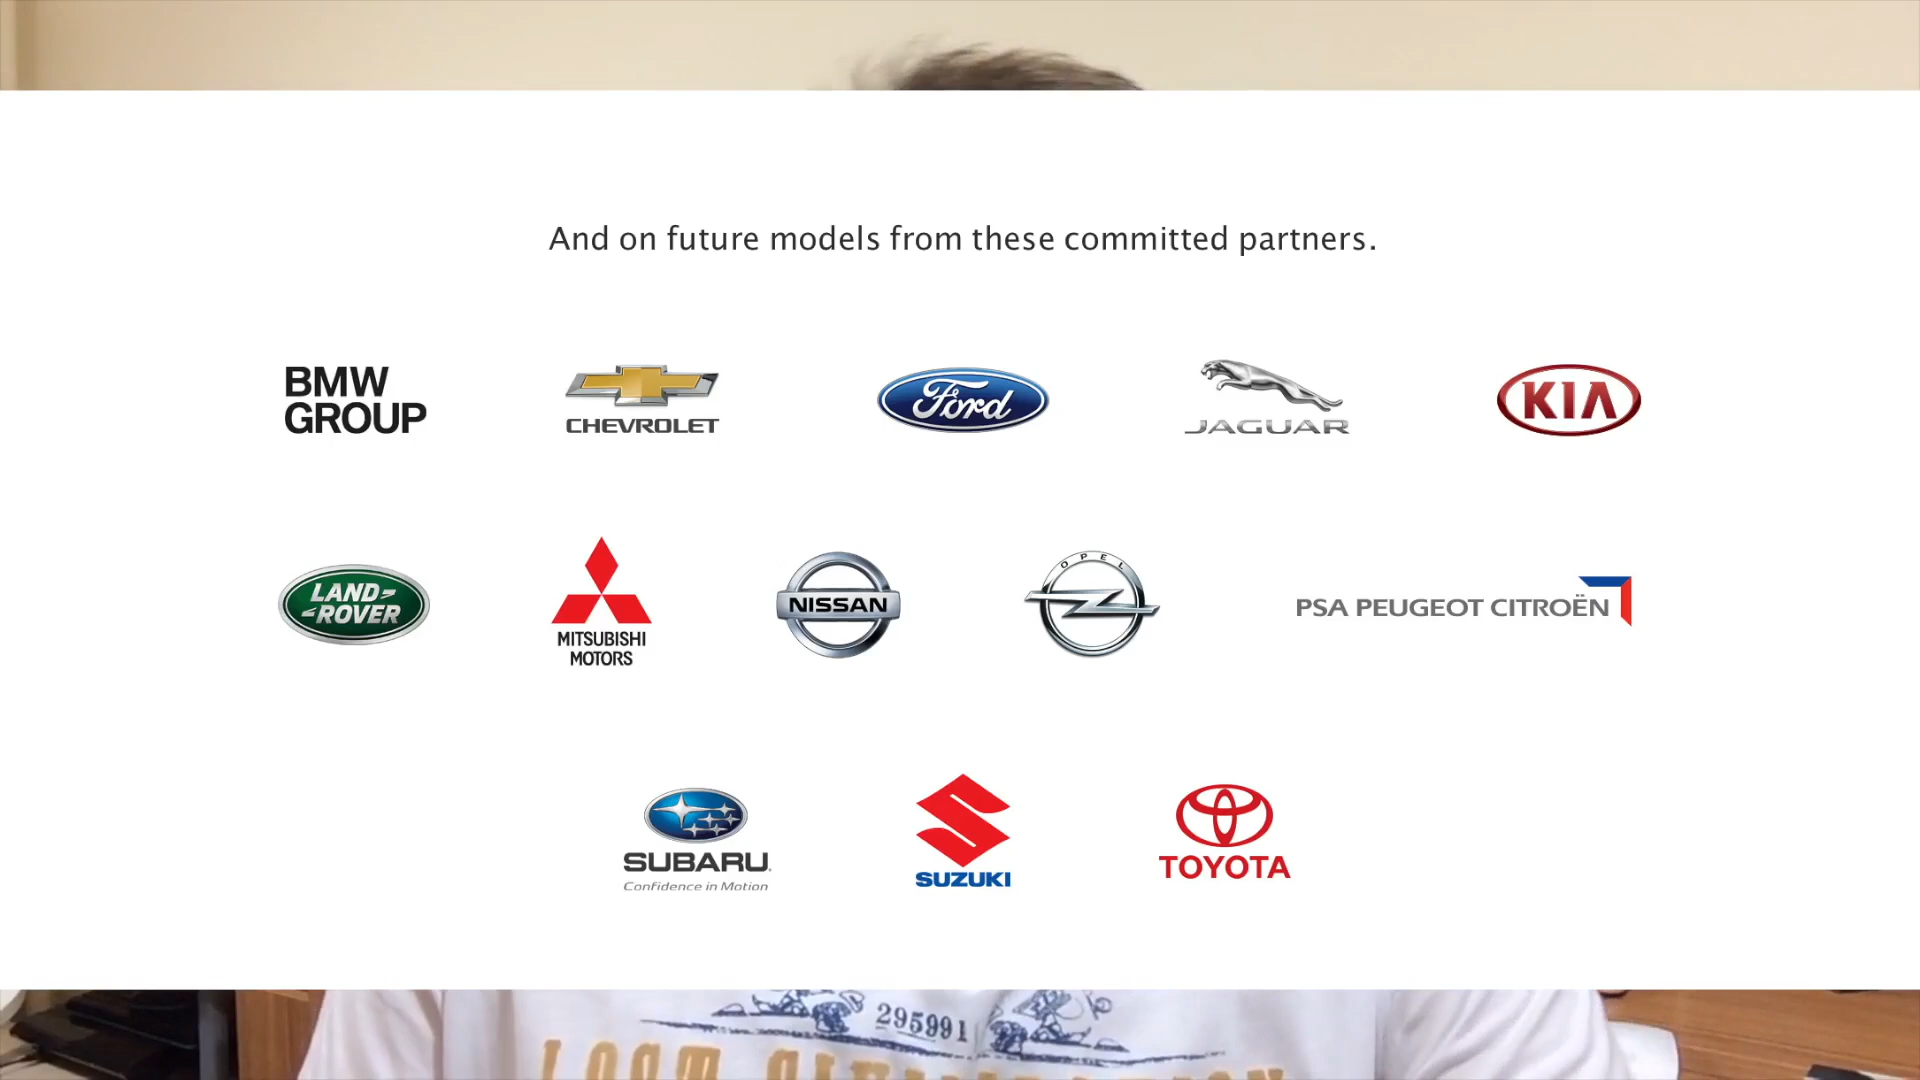 And on future models from these committed partners.
BMW
GROUP
CHEVROLET
Ford
JAGUAR
KIA
LAND-
-ROVER
MITSUBISHI
MOTORS
NISSAN
OPEL
PSA PEUGEOT CITROËN
SUBARU
Confidence in Motion
SUZUKI
TOYOTA
295991